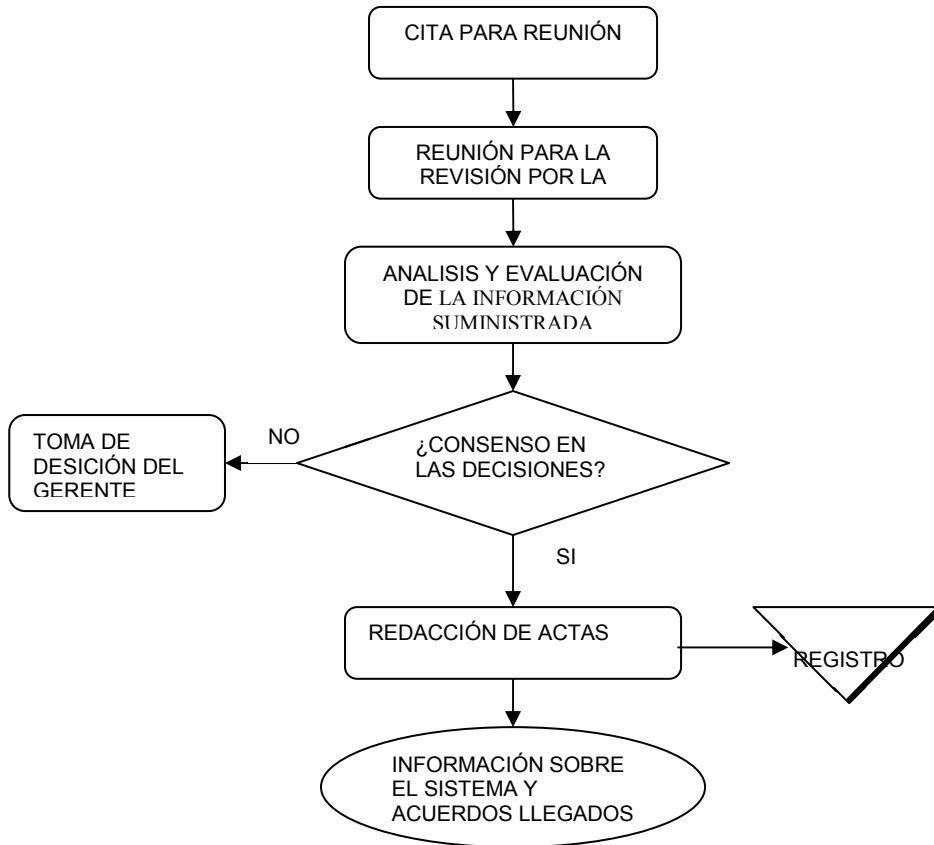 CITA PARA REUNIÓN
REUNIÓN PARA LA
REVISIÓN POR LA
ANALISIS Y EVALUACIÓN
DE LA INFORMACIÓN
SUMINISTRADA
¿CONSENSO EN
LAS DECISIONES?
NO
TOMA DE
DESICIÓN DEL
GERENTE
SI
REDACCIÓN DE ACTAS
REGISTRO
INFORMACIÓN SOBRE
EL SISTEMA Y
ACUERDOS LLEGADOS